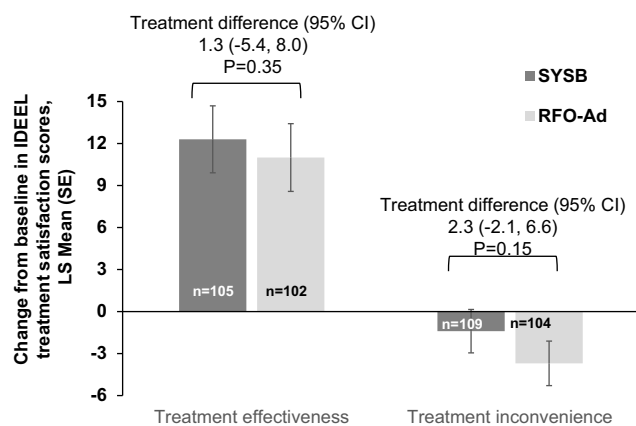 Treatment difference (95% CI)
1.3 (-5.4, 8.0)
P=0.35
SYSB
RFO-Ad
Change from baseline in IDEEL
treatment satisfaction scores,
LS Mean (SE)
15
12
9
6
3
0
-3
-6
n=105
n=102
Treatment difference (95% CI)
2.3 (-2.1, 6.6)
P=0.15
n=109
n=104
Treatment effectiveness
Treatment inconvenience